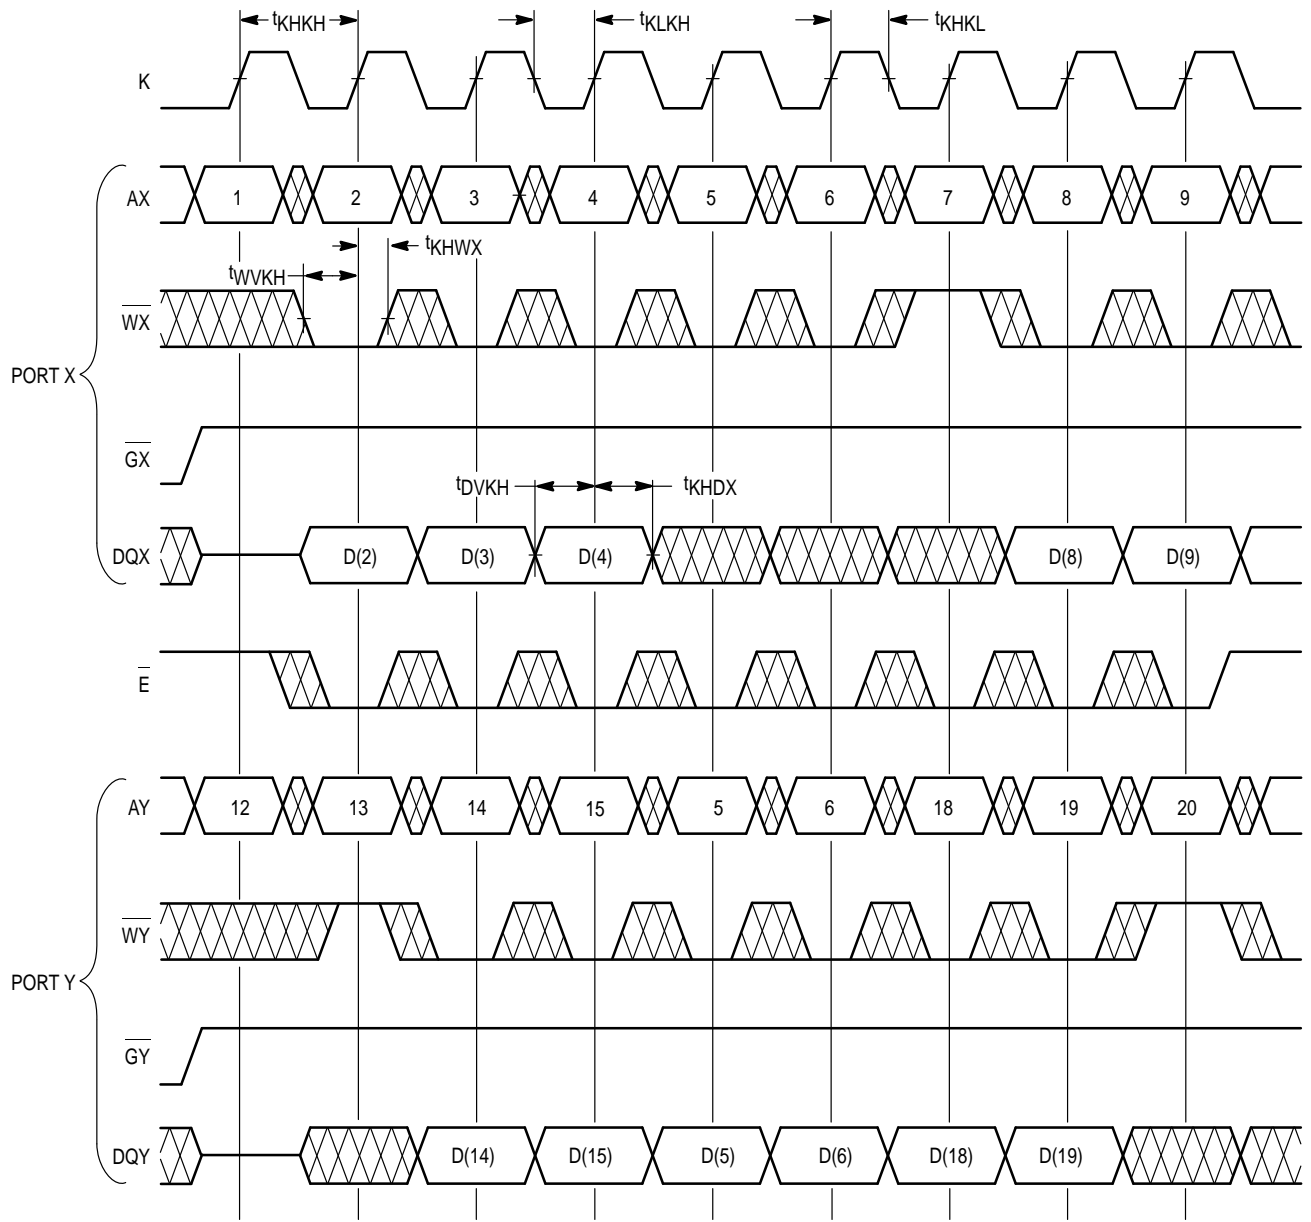 tKHKH tKLKH tKHKL
K
AX 1 2 3 4 5 6 7 8 9
tWVKH tKHWX
WX
PORT X
GX
tDVKH tKHDX
DQX D(2) D(3) D(4) D(8) D(9)
E
AY 12 13 14 15 5 6 18 19 20
WY
PORT Y
GY
DQY D(14) D(15) D(5) D(6) D(18) D(19)